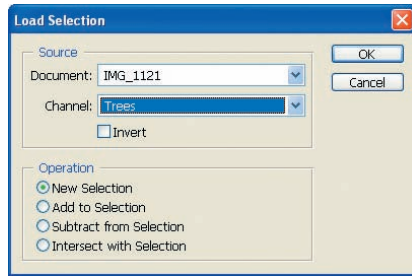 Load Selection
Source
Document: IMG_1121
Channel: Trees
Invert
OK
Cancel
Operation
New Selection
Add to Selection
Subtract from Selection
Intersect with Selection